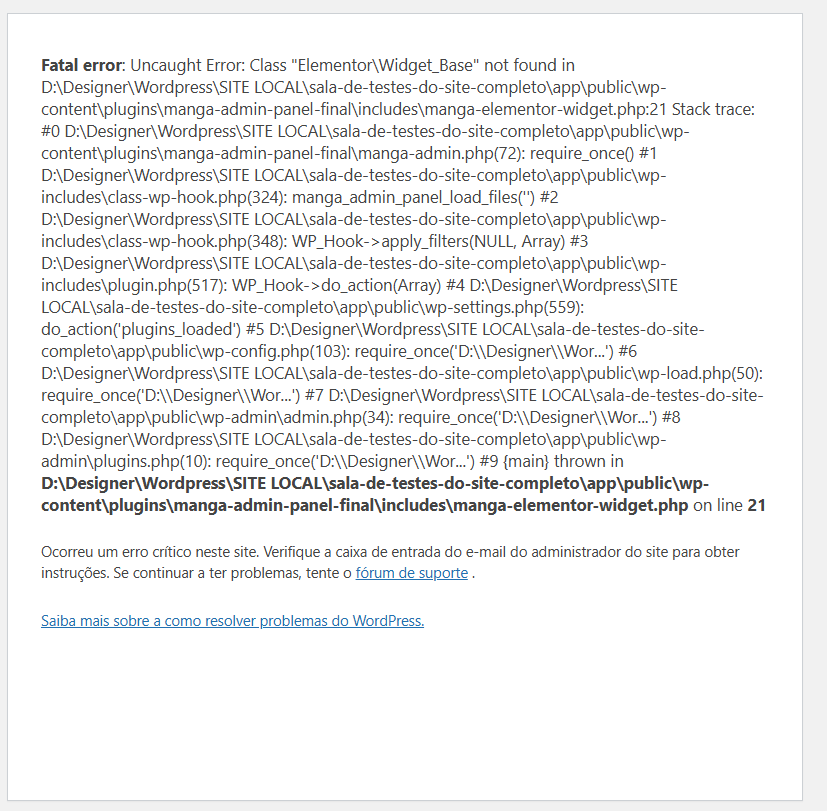 Fatal error: Uncaught Error: Class "Elementor\Widget_Base" not found in
D:\Designer\Wordpress\SITE LOCAL\sala-de-testes-do-site-completo\app\public\wp-
content\plugins\manga-admin-panel-final\includes\manga-elementor-widget.php:21 Stack trace:
#0 D:\Designer\Wordpress\SITE LOCAL\sala-de-testes-do-site-completo\app\public\wp-
content\plugins\manga-admin-panel-final\manga-admin.php(72): require_once() #1
D:\Designer\Wordpress\SITE LOCAL\sala-de-testes-do-site-completo\app\public\wp-
includes\class-wp-hook.php(324): manga_admin_panel_load_files('') #2
D:\Designer\Wordpress\SITE LOCAL\sala-de-testes-do-site-completo\app\public\wp-
includes\class-wp-hook.php(348): WP_Hook->apply_filters(NULL, Array) #3
D:\Designer\Wordpress\SITE LOCAL\sala-de-testes-do-site-completo\app\public\wp-
includes\plugin.php(517): WP_Hook->do_action(Array) #4 D:\Designer\Wordpress\SITE
LOCAL\sala-de-testes-do-site-completo\app\public\wp-settings.php(559):
do_action('plugins_loaded') #5 D:\Designer\Wordpress\SITE LOCAL\sala-de-testes-do-site-
completo\app\public\wp-config.php(103): require_once('D:\\Designer\\Wor...') #6
D:\Designer\Wordpress\SITE LOCAL\sala-de-testes-do-site-completo\app\public\wp-load.php(50):
require_once('D:\\Designer\\Wor...') #7 D:\Designer\Wordpress\SITE LOCAL\sala-de-testes-do-site-
completo\app\public\wp-admin\admin.php(34): require_once('D:\\Designer\\Wor...') #8
D:\Designer\Wordpress\SITE LOCAL\sala-de-testes-do-site-completo\app\public\wp-
admin\plugins.php(10): require_once('D:\\Designer\\Wor...') #9 {main} thrown in
D:\Designer\Wordpress\SITE LOCAL\sala-de-testes-do-site-completo\app\public\wp-
content\plugins\manga-admin-panel-final\includes\manga-elementor-widget.php on line 21
Ocorreu um erro crítico neste site. Verifique a caixa de entrada do e-mail do administrador do site para obter
instruções. Se continuar a ter problemas, tente o fórum de suporte .
Saiba mais sobre a como resolver problemas do WordPress.